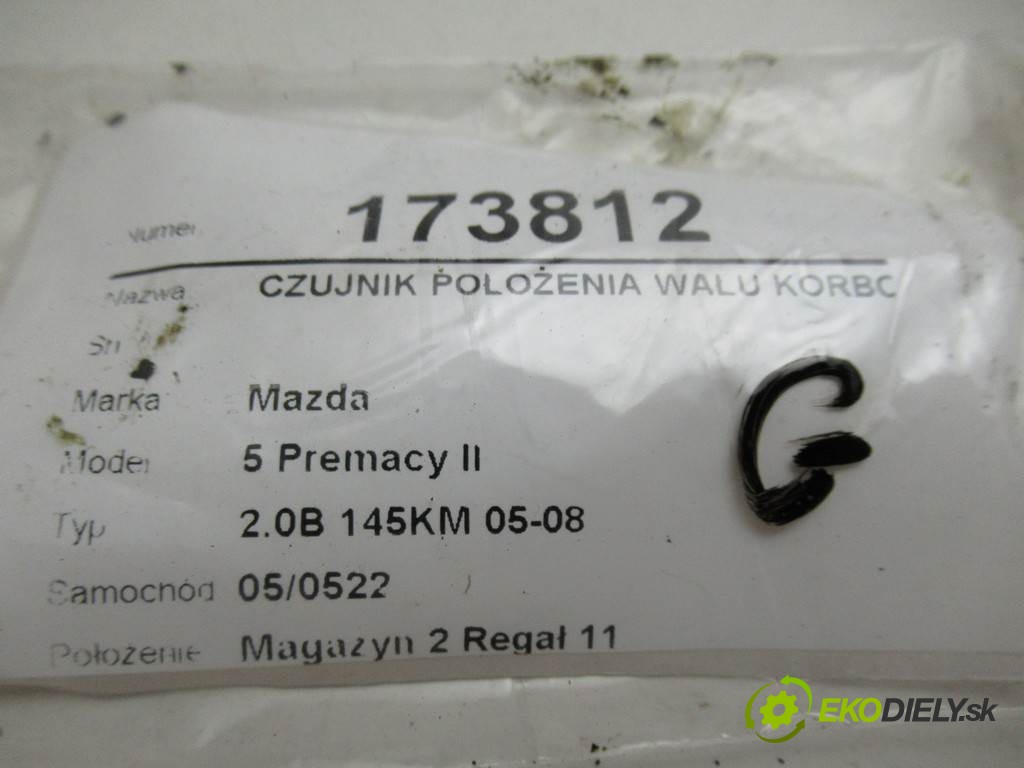 Numer 173812
Nazwa CZUJNIK POŁOŻENIA WALU KORBO
Sn
Marka Mazda
Model 5 Premacy II
Typ 2.0B 145KM 05-08
Samochód 05/0522
Położenie Magazyn 2 Regał 11
G
EKODIELY.sk